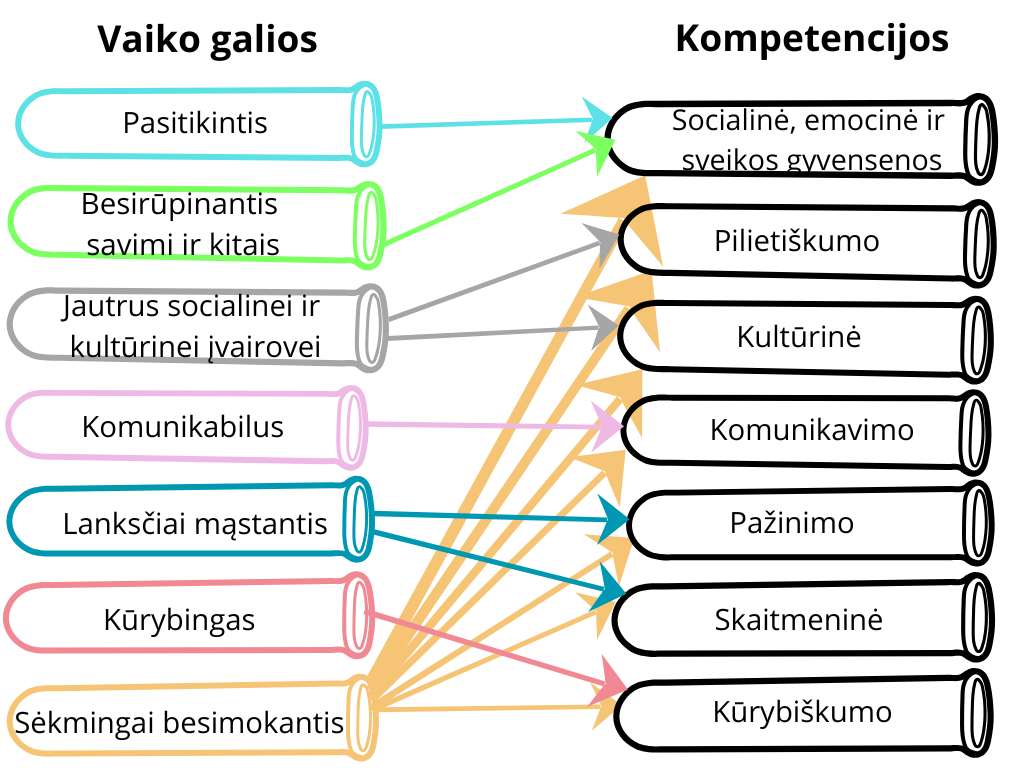 Vaiko galios
Kompetencijos
Pasitikintis
Besirūpinantis
savimi ir kitais
Jautrus socialinei ir
kultūrinei įvairovei
Komunikabilus
Lanksčiai mąstantis
Kūrybingas
Sėkmingai besimokantis
Socialinė, emocinė ir
sveikos gyvensenos
Pilietiškumo
Kultūrinė
Komunikavimo
Pažinimo
Skaitmeninė
Kūrybiškumo